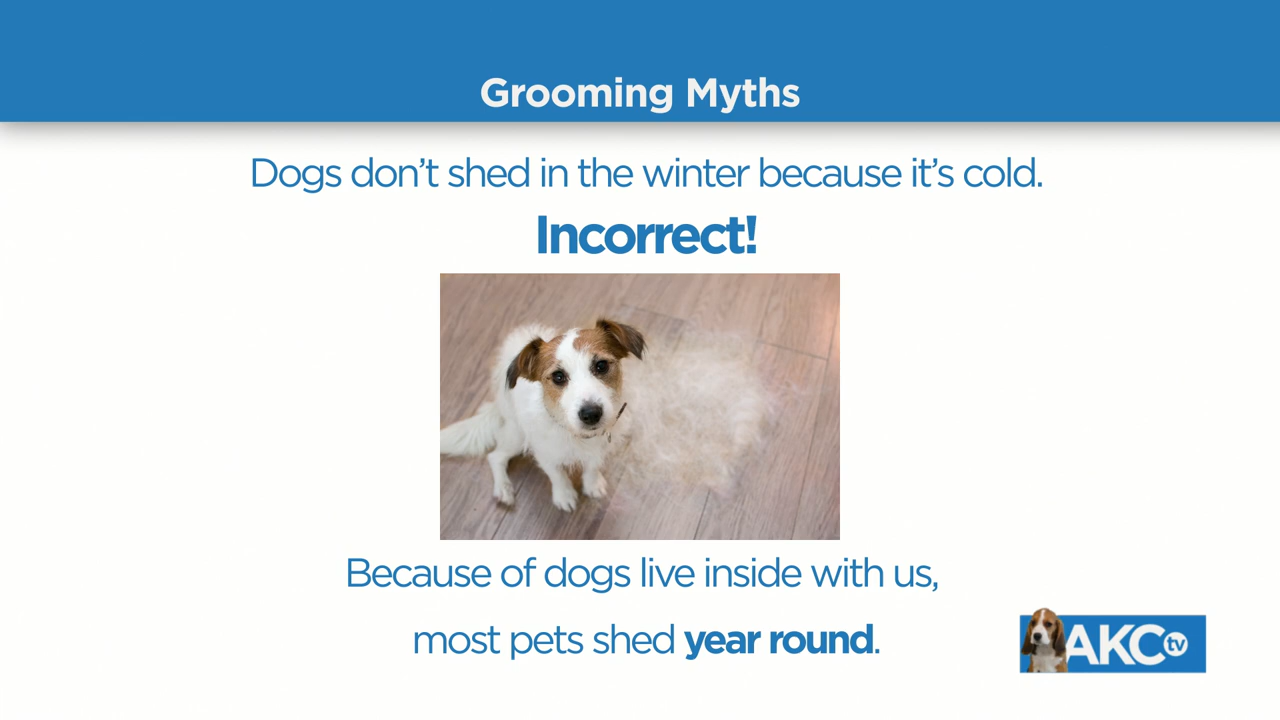 Grooming Myths
Dogs don't shed in the winter because it's cold.
Incorrect!
Because of dogs live inside with us,
most pets shed year round.
AKC tv